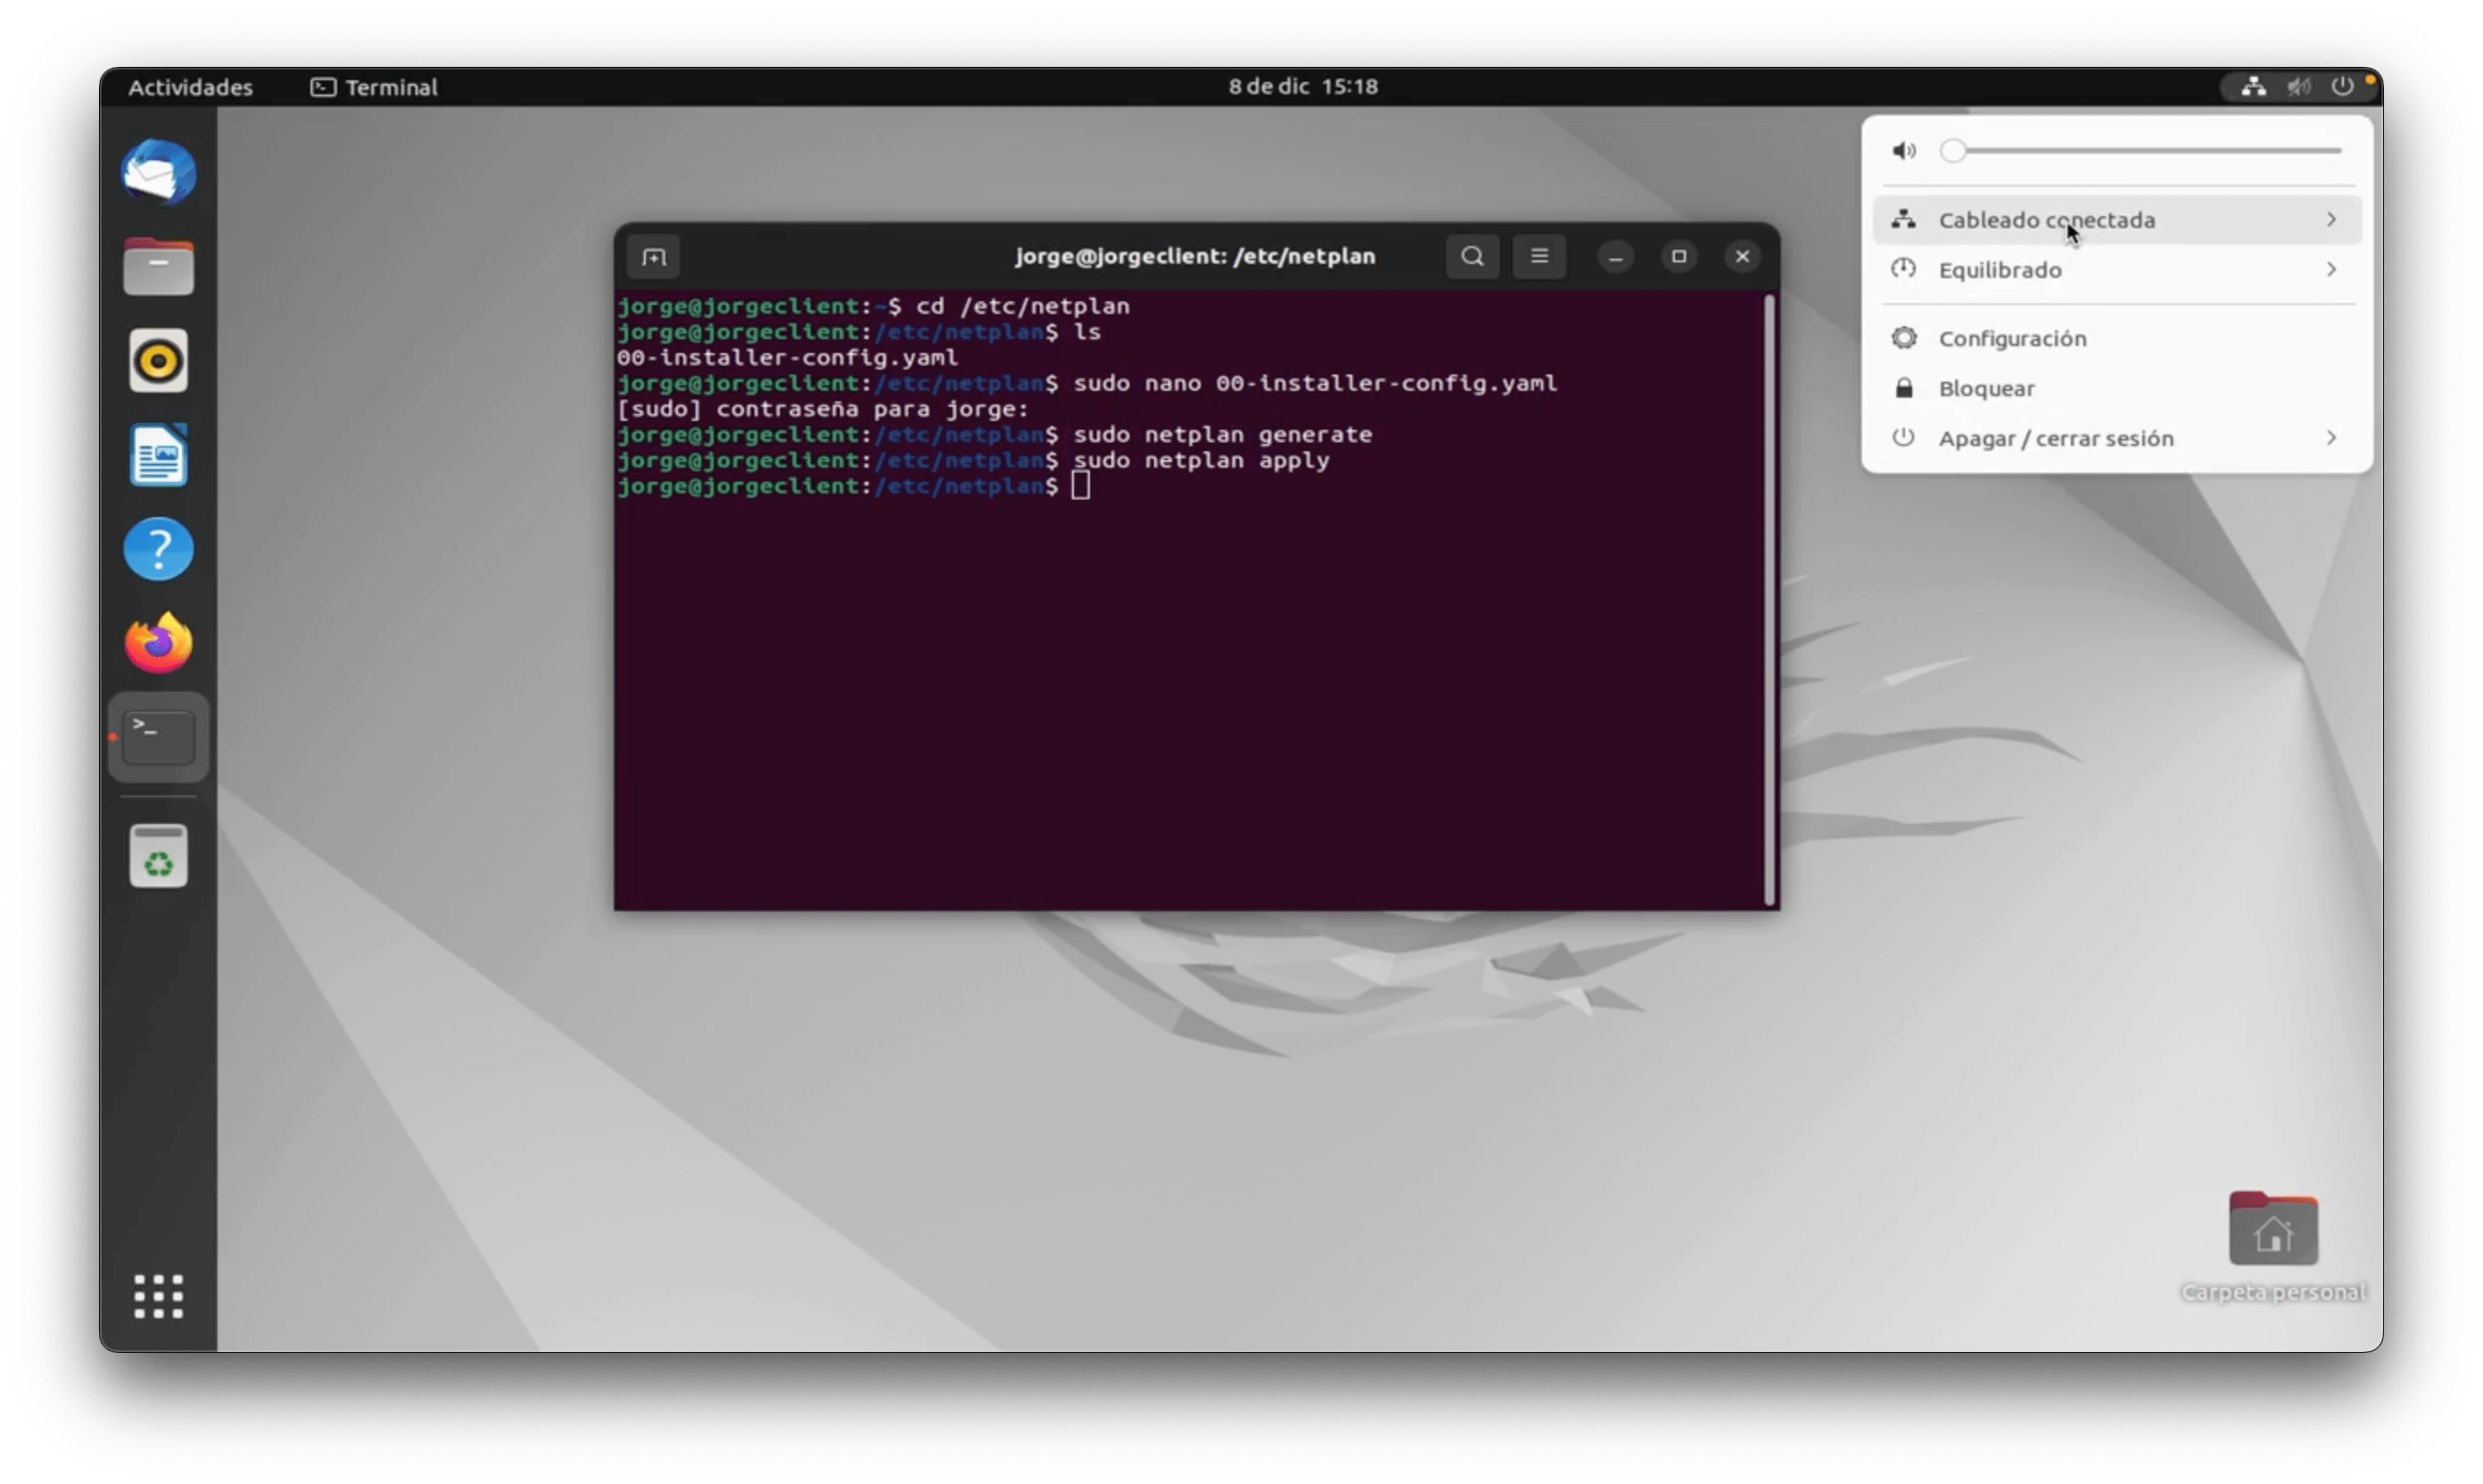 Actividades
Terminal
8 de dic 15:18
Cableado conectada
Equilibrado
Configuración
Bloquear
Apagar / cerrar sesión
jorge@jorgeclient: /etc/netplan
jorge@jorgeclient:~$ cd /etc/netplan
jorge@jorgeclient:/etc/netplan$ ls
00-installer-config.yaml
jorge@jorgeclient:/etc/netplan$ sudo nano 00-installer-config.yaml
[sudo] contraseña para jorge:
jorge@jorgeclient:/etc/netplan$ sudo netplan generate
jorge@jorgeclient:/etc/netplan$ sudo netplan apply
jorge@jorgeclient:/etc/netplan$
Carpeta personal